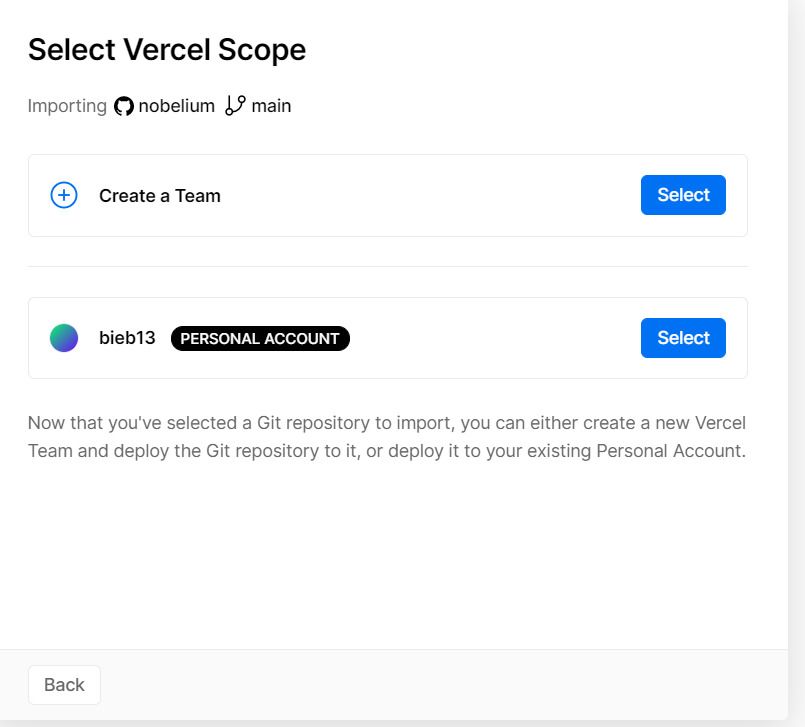 Select Vercel Scope
Importing nobelium main
Create a Team Select
bieb13 PERSONAL ACCOUNT Select
Now that you've selected a Git repository to import, you can either create a new Vercel
Team and deploy the Git repository to it, or deploy it to your existing Personal Account.
Back